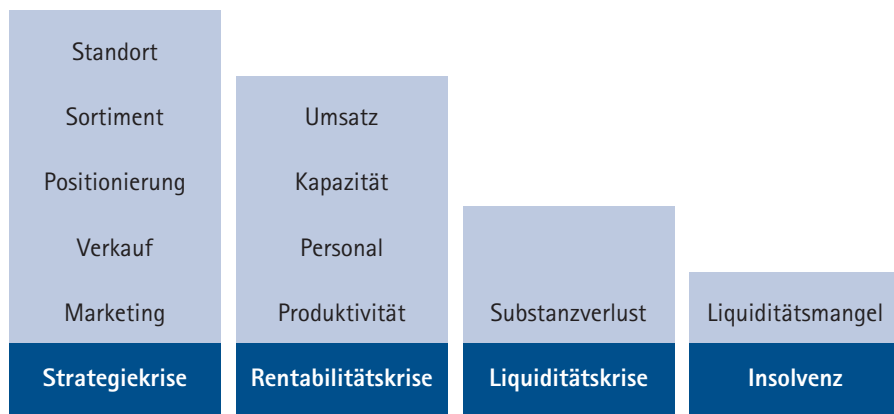 Standort
Sortiment
Positionierung
Verkauf
Marketing
Strategiekrise
Umsatz
Kapazität
Personal
Produktivität
Rentabilitätskrise
Substanzverlust
Liquiditätskrise
Liquiditätsmangel
Insolvenz